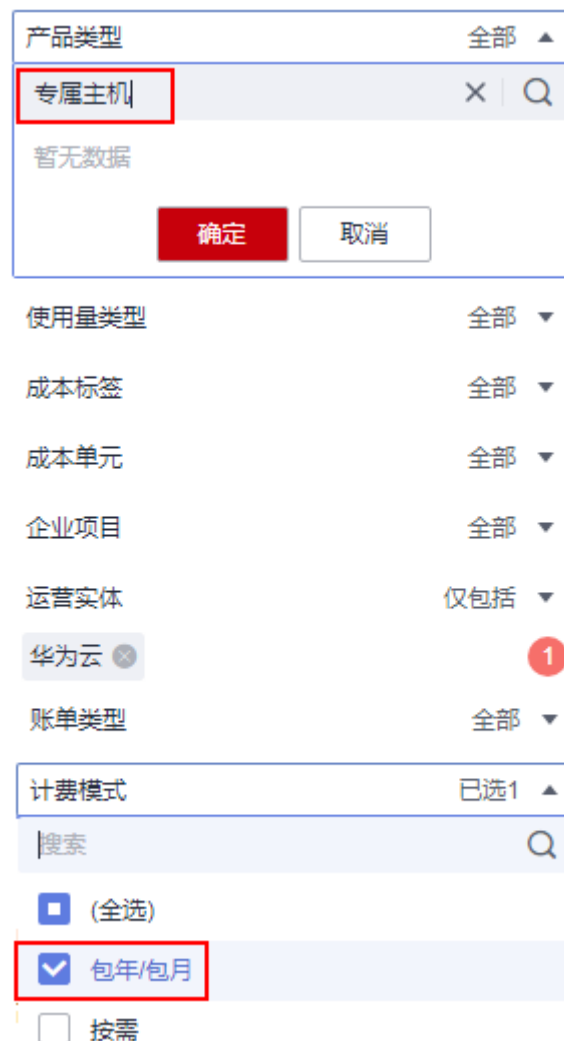 产品类型 全部
专属主机
暂无数据
确定 取消
使用量类型 全部
成本标签 全部
成本单元 全部
企业项目 全部
运营实体 仅包括
华为云 1
账单类型 全部
计费模式 已选1
搜索
(全选)
包年/包月
按需